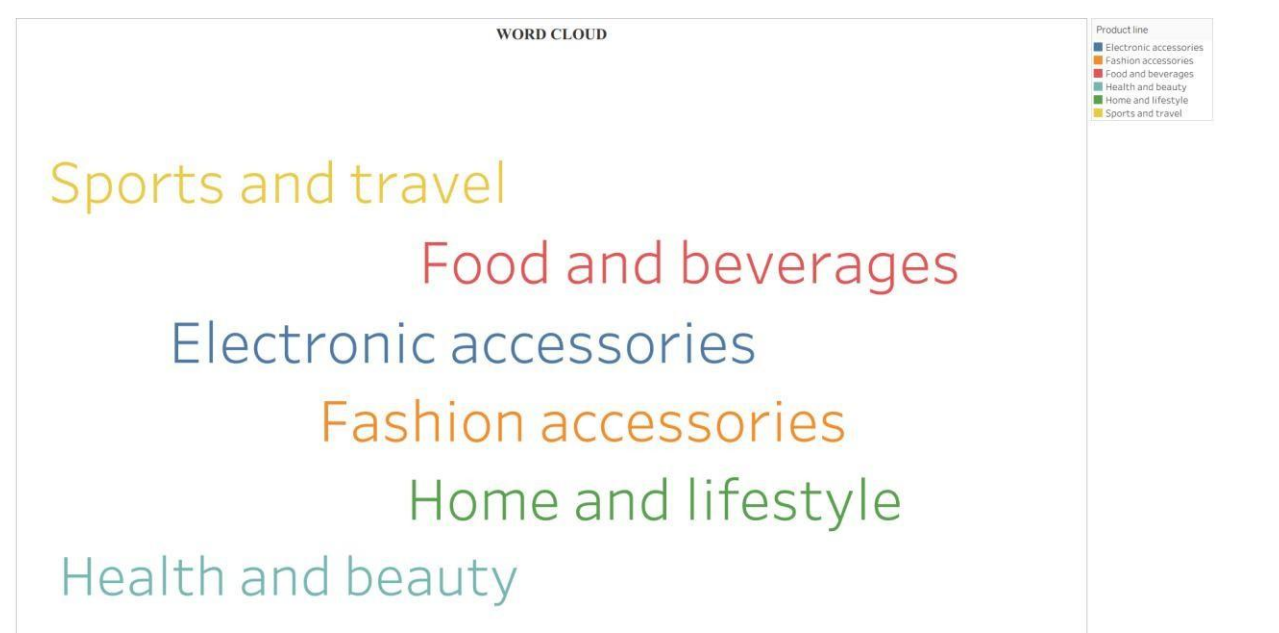 WORD CLOUD
Product line
Electronic accessories
Fashion accessories
Food and beverages
Health and beauty
Home and lifestyle
Sports and travel
Sports and travel
Food and beverages
Electronic accessories
Fashion accessories
Home and lifestyle
Health and beauty